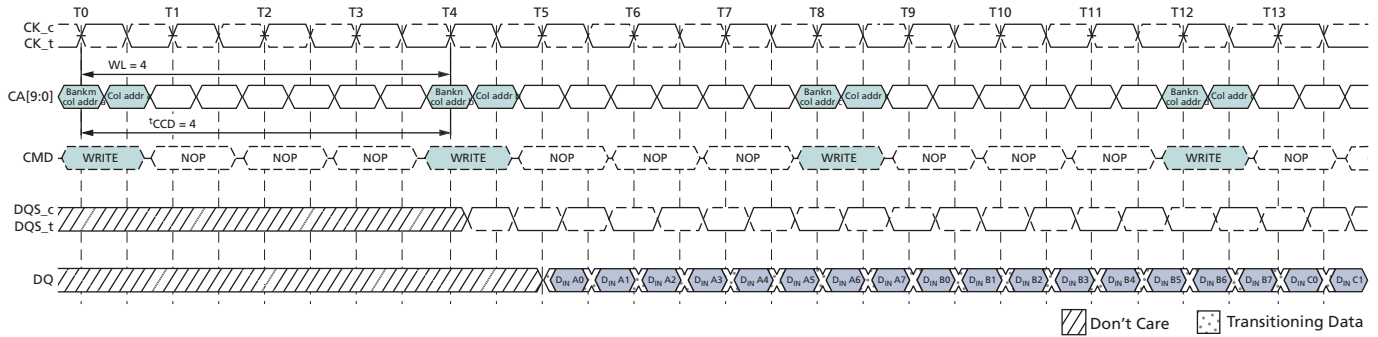 T0 T1 T2 T3 T4 T5 T6 T7 T8 T9 T10 T11 T12 T13
CK_c
CK_t
WL = 4
CA[9:0] Bankm col addr a Col addr a Bankn col addr b Col addr b Bankm col addr c Col addr c Bankn col addr d Col addr d
tCCD = 4
CMD WRITE NOP NOP NOP WRITE NOP NOP NOP WRITE NOP NOP NOP WRITE NOP
DQS_c
DQS_t
DQ DIN A0 DIN A1 DIN A2 DIN A3 DIN A4 DIN A5 DIN A6 DIN A7 DIN B0 DIN B1 DIN B2 DIN B3 DIN B4 DIN B5 DIN B6 DIN B7 DIN C0 DIN C1
Don't Care Transitioning Data